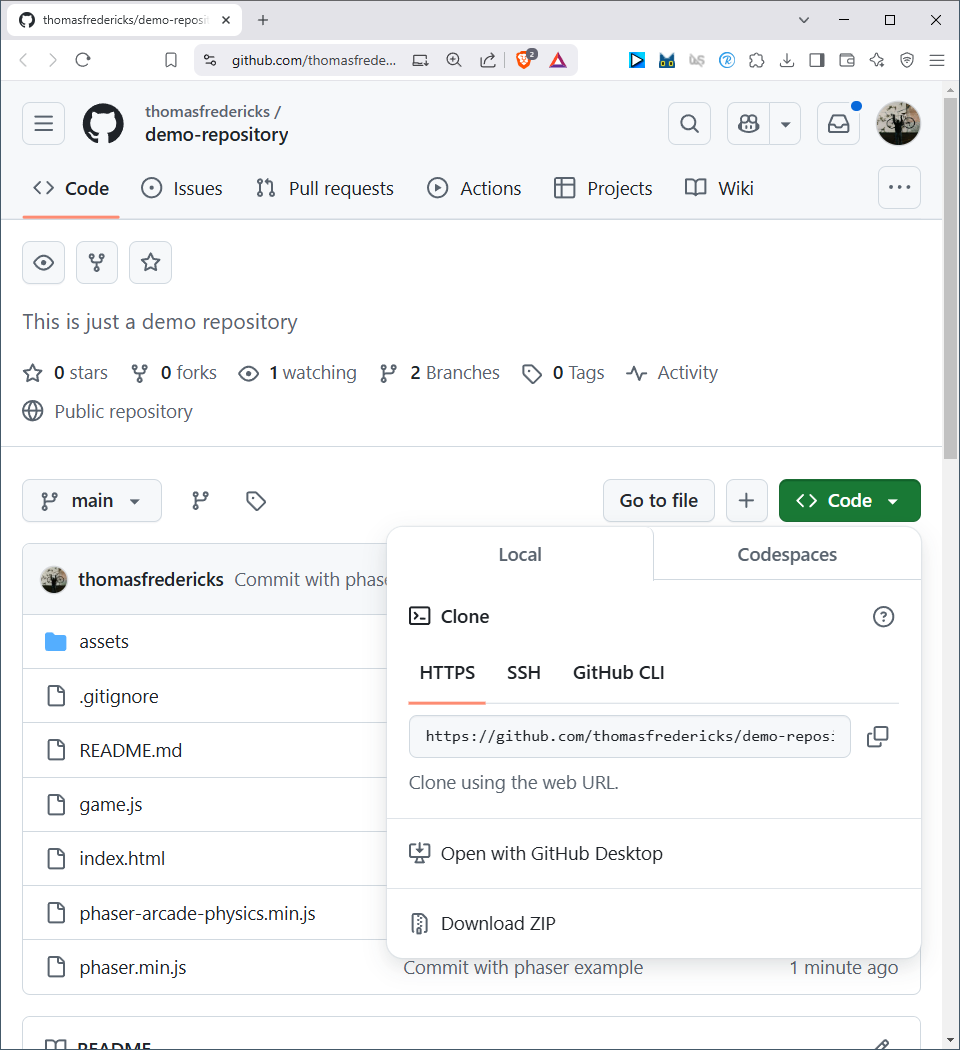 thomasfredericks/demo-reposit
2
github.com/thomasfrede...
thomasfredericks /
demo-repository
Code Issues Pull requests Actions Projects Wiki
This is just a demo repository
0 stars 0 forks 1 watching 2 Branches 0 Tags Activity
Public repository
main Go to file Code
Local Codespaces
thomasfredericks Commit with phase
Clone
assets
HTTPS SSH GitHub CLI
.gitignore
https://github.com/thomasfredericks/demo-reposi
README.md
Clone using the web URL.
game.js
index.html
Open with GitHub Desktop
phaser-arcade-physics.min.js
Download ZIP
phaser.min.js Commit with phaser example 1 minute ago
README